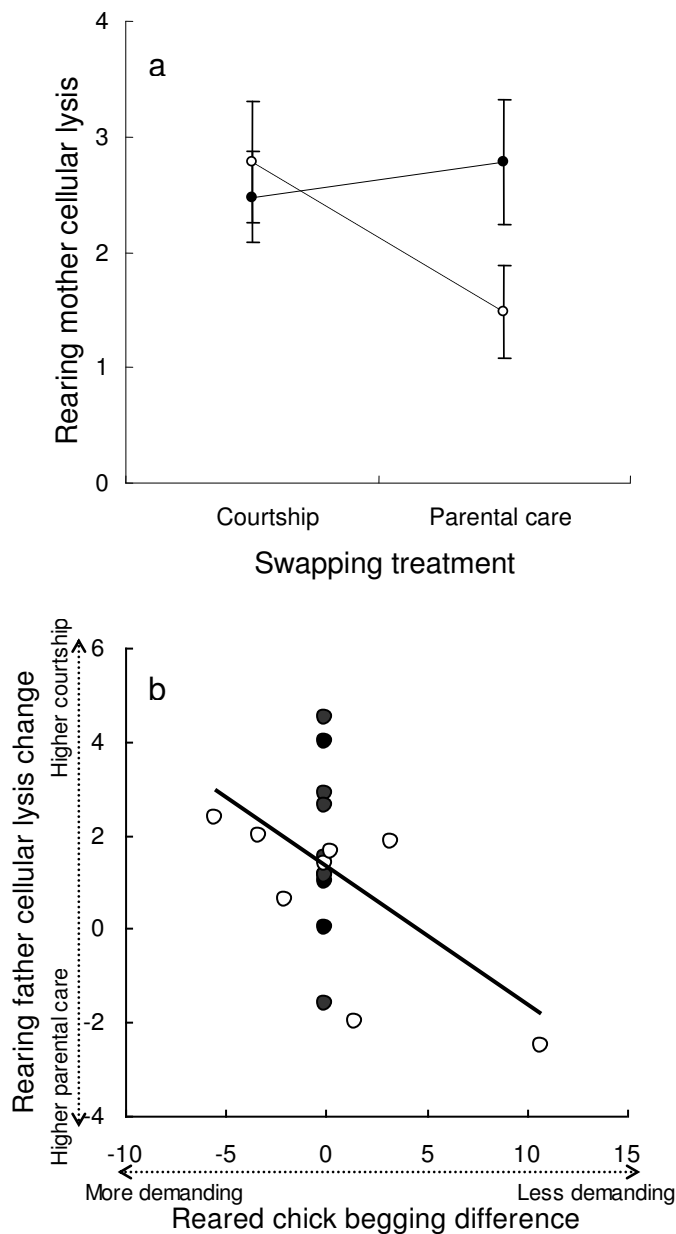 4
a
3
2
1
0
Rearing mother cellular lysis
Courtship Parental care
Swapping treatment
6
b
4
2
0
-2
-4
Rearing father cellular lysis change
Higher courtship
Higher parental care
-10 -5 0 5 10 15
More demanding Less demanding
Reared chick begging difference